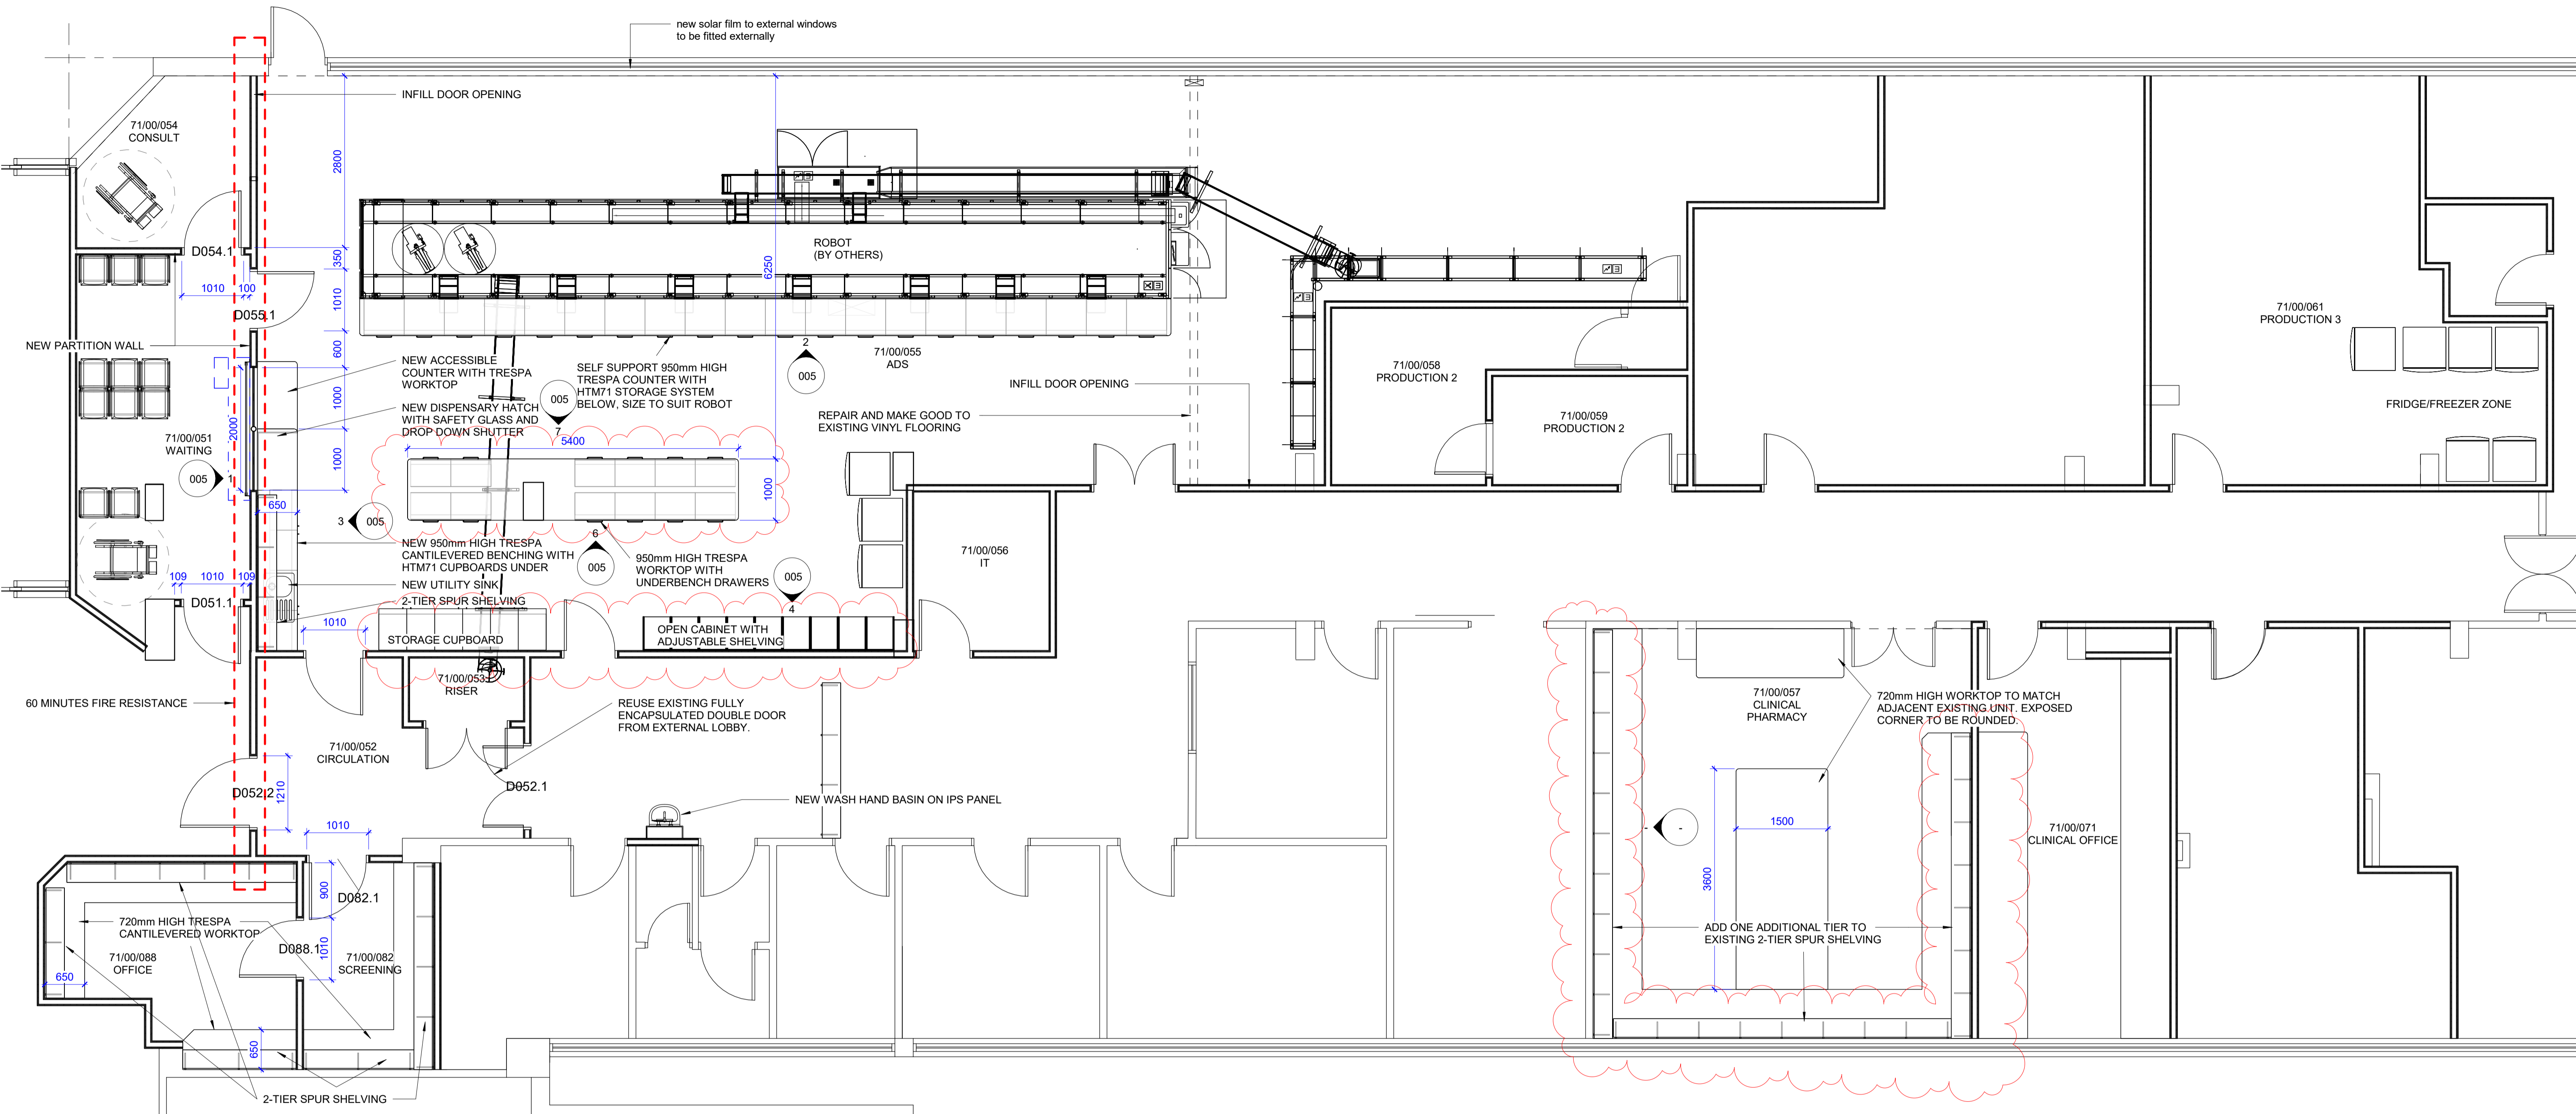 new solar film to external windows
to be fitted externally
INFILL DOOR OPENING
71/00/054
CONSULT
2800
350
1010
600
1000
1000
6250
ROBOT
(BY OTHERS)
D054.1
1010
100
D055.1
NEW PARTITION WALL
NEW ACCESSIBLE
COUNTER WITH TRESPA
WORKTOP
SELF SUPPORT 950mm HIGH
TRESPA COUNTER WITH
HTM71 STORAGE SYSTEM
BELOW, SIZE TO SUIT ROBOT
2
005
71/00/055
ADS
NEW DISPENSARY HATCH
WITH SAFETY GLASS AND
DROP DOWN SHUTTER
005
7
2000
71/00/051
WAITING
005
1
INFILL DOOR OPENING
REPAIR AND MAKE GOOD TO
EXISTING VINYL FLOORING
71/00/058
PRODUCTION 2
71/00/059
PRODUCTION 2
71/00/061
PRODUCTION 3
FRIDGE/FREEZER ZONE
5400
1000
650
3
005
6
005
NEW 950mm HIGH TRESPA
CANTILEVERED BENCHING WITH
HTM71 CUPBOARDS UNDER
950mm HIGH TRESPA
WORKTOP WITH
UNDERBENCH DRAWERS
005
4
71/00/056
IT
NEW UTILITY SINK
2-TIER SPUR SHELVING
109
1010
109
D051.1
1010
STORAGE CUPBOARD
OPEN CABINET WITH
ADJUSTABLE SHELVING
71/00/053
RISER
60 MINUTES FIRE RESISTANCE
REUSE EXISTING FULLY
ENCAPSULATED DOUBLE DOOR
FROM EXTERNAL LOBBY.
71/00/057
CLINICAL
PHARMACY
720mm HIGH WORKTOP TO MATCH
ADJACENT EXISTING UNIT. EXPOSED
CORNER TO BE ROUNDED.
71/00/052
CIRCULATION
D052.2
1210
D052.1
NEW WASH HAND BASIN ON IPS PANEL
1010
-
-
1500
3600
71/00/071
CLINICAL OFFICE
900
D082.1
720mm HIGH TRESPA
CANTILEVERED WORKTOP
D088.1
1010
71/00/088
OFFICE
71/00/082
SCREENING
650
650
ADD ONE ADDITIONAL TIER TO
EXISTING 2-TIER SPUR SHELVING
2-TIER SPUR SHELVING